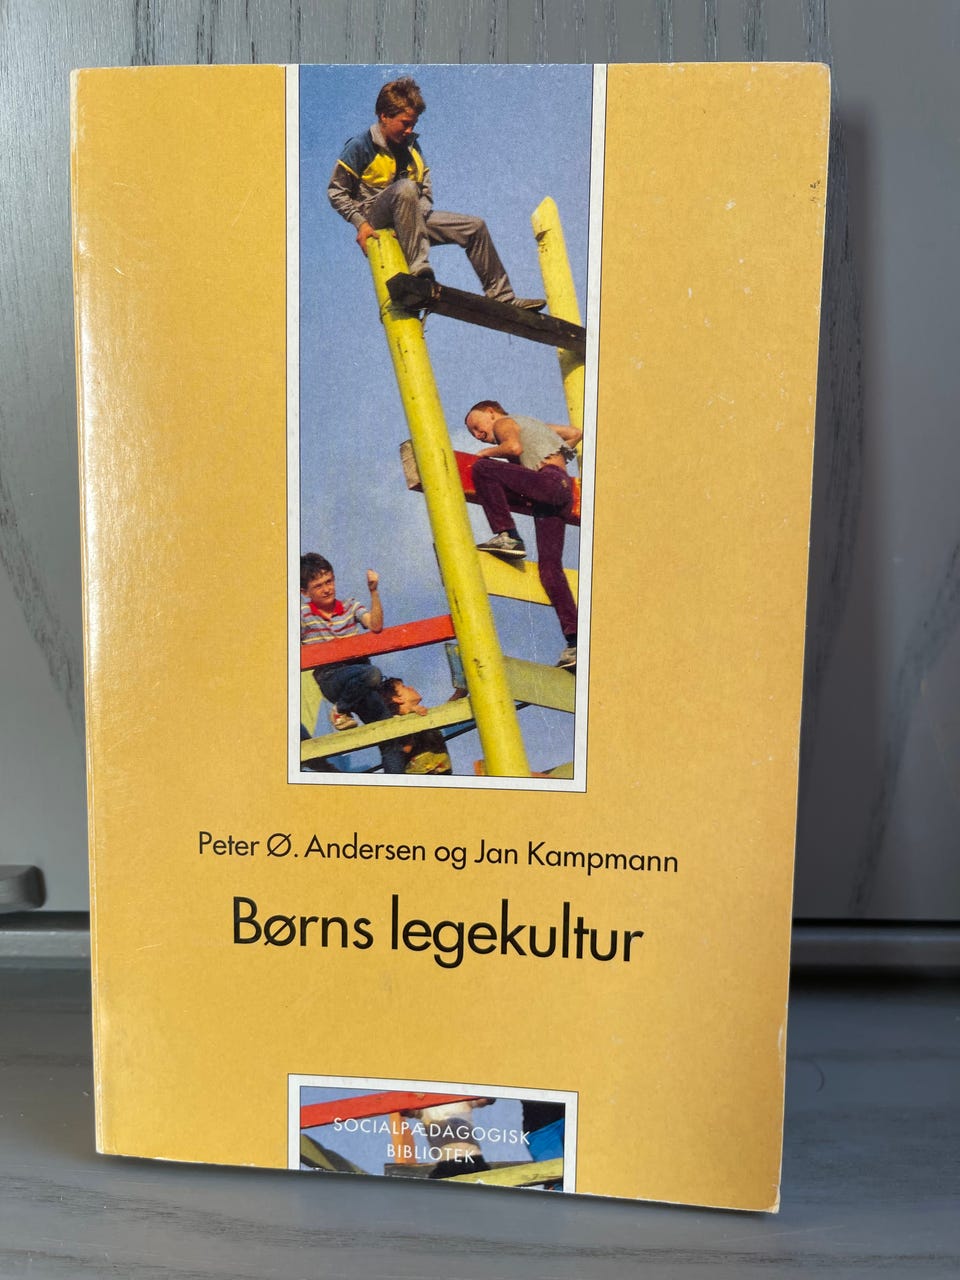 Peter Ø. Andersen og Jan Kampmann
Børns legekultur
SOCIALPÆDAGOGISK
BIBLIOTEK